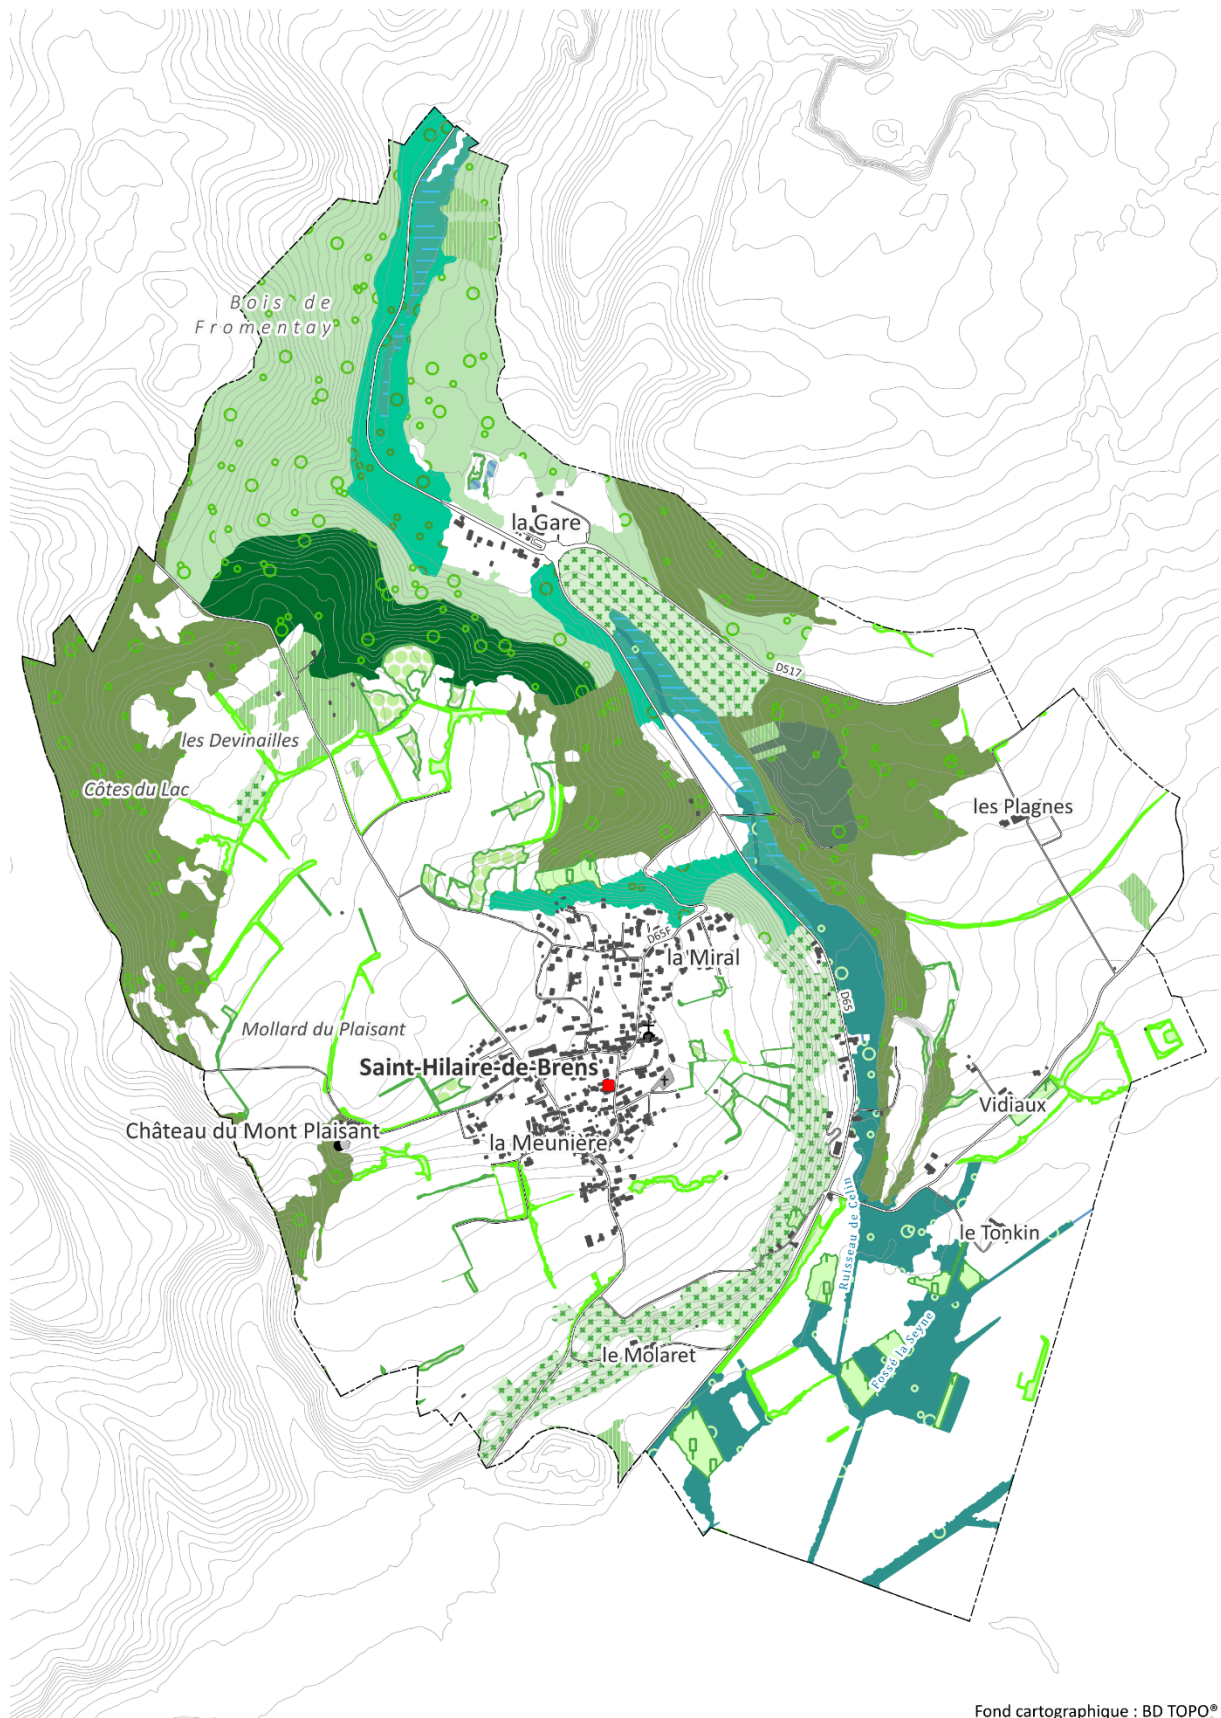 Bois de
Fromentay
la Gare
D517
les Devinailles
Côtes du Lac
les Plagnes
D65F
la Miral
D65
Mollard du Plaisant
Saint-Hilaire-de-Brens
Vidiaux
Château du Mont Plaisant
la Meunière
Ruisseau de Celin
le Tonkin
Fossé la Seyne
le Molaret
Fond cartographique : BD TOPO®